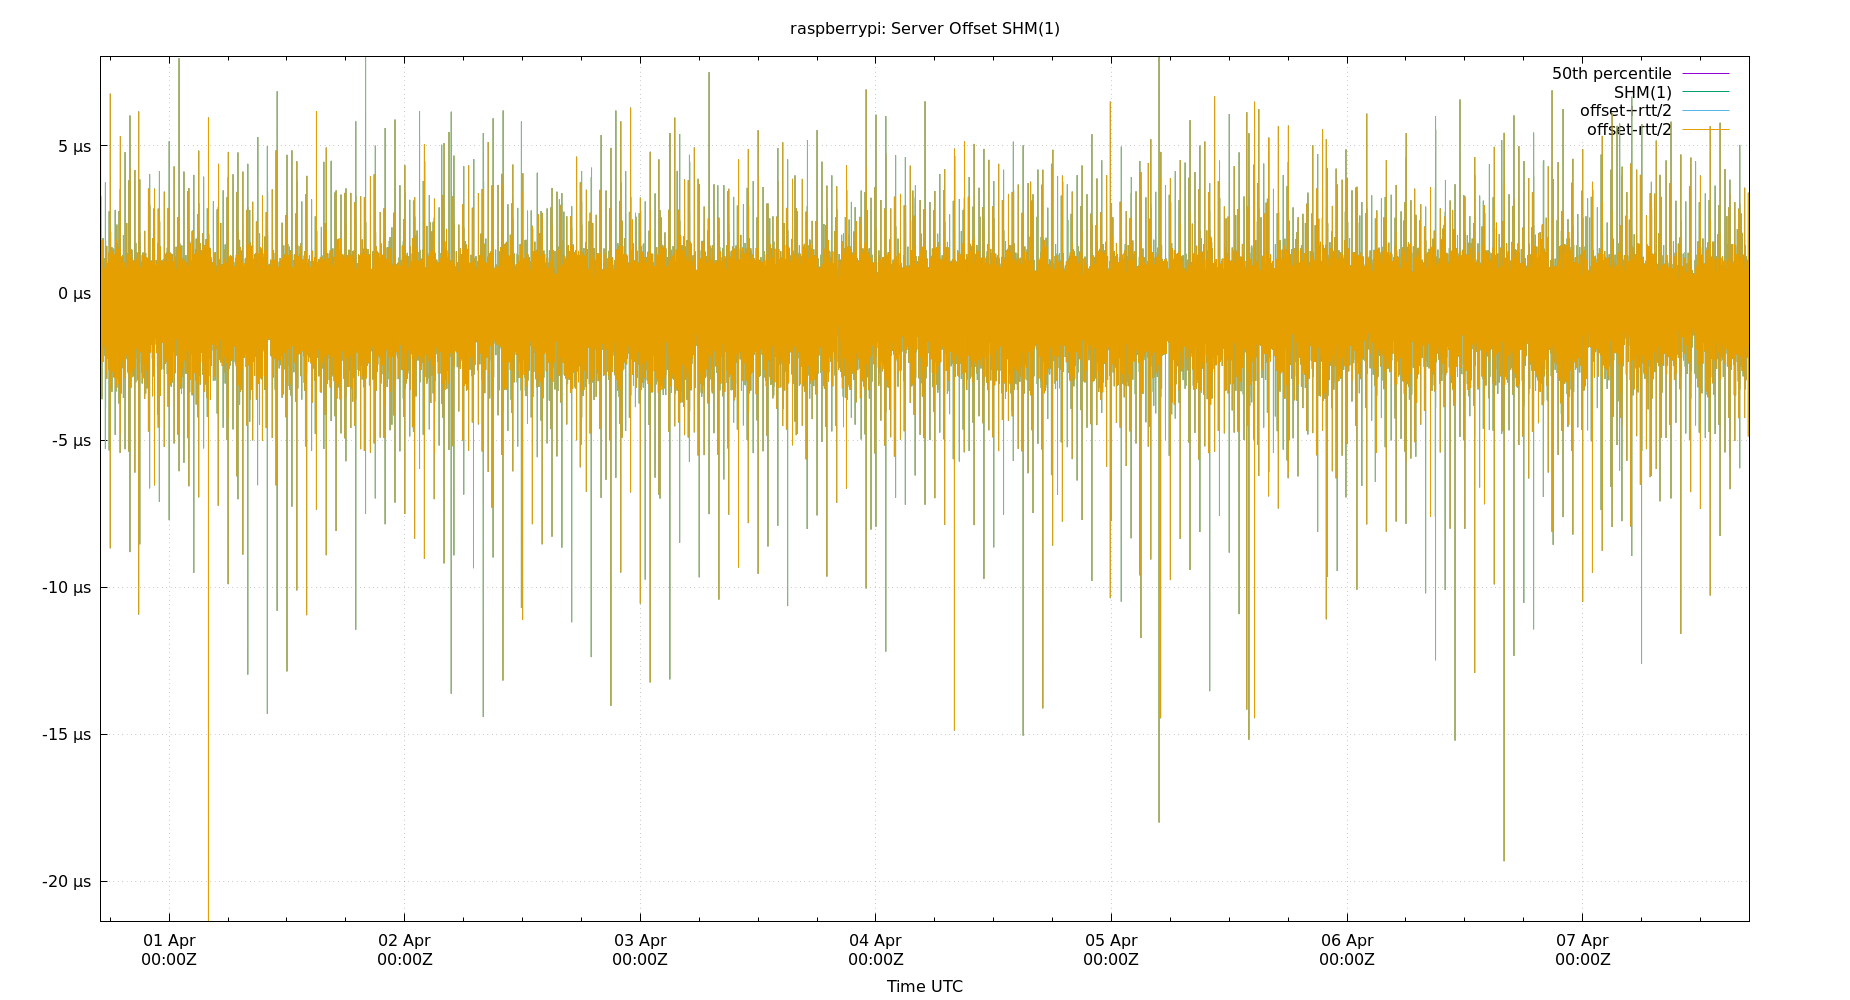 raspberrypi: Server Offset SHM(1)
50th percentile
SHM(1)
offset+rtt/2
offset-rtt/2
5 µs
0 µs
-5 µs
-10 µs
-15 µs
-20 µs
01 Apr 02 Apr 03 Apr 04 Apr 05 Apr 06 Apr 07 Apr
00:00Z 00:00Z 00:00Z 00:00Z 00:00Z 00:00Z 00:00Z
Time UTC